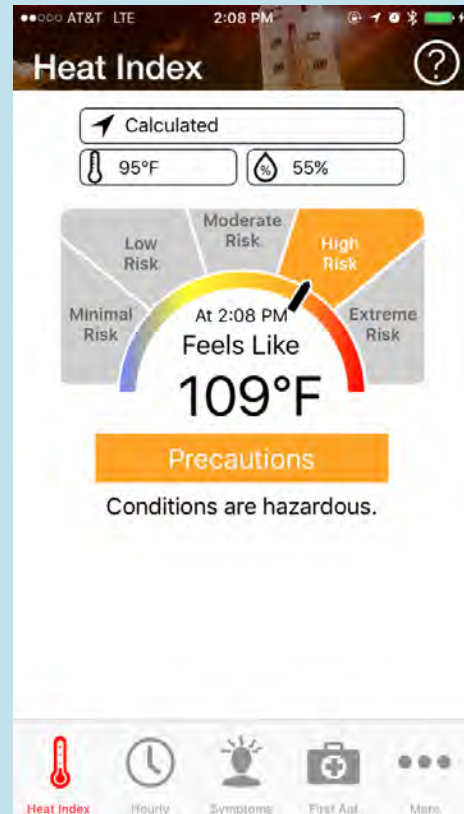 AT&T LTE 2:08 PM
Heat Index ?
Calculated
95°F % 55%
Moderate
Risk
Low
Risk
High
Risk
Minimal
Risk
Extreme
Risk
At 2:08 PM
Feels Like
109°F
Precautions
Conditions are hazardous.
Heat Index Hourly Symptoms First Aid More